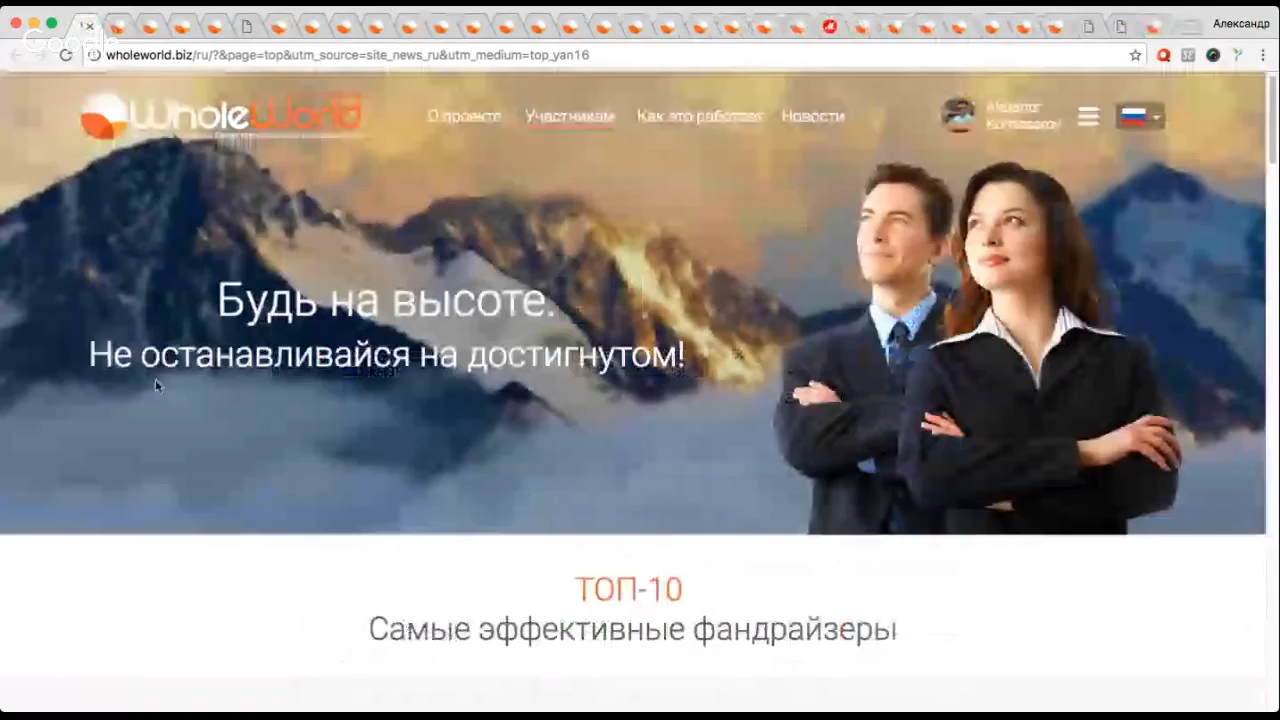 Александр
Google
wholeworld.biz/ru/?&page=top&utm_source=site_news_ru&utm_medium=top_yan16
WholeWorld
О проекте
Участникам
Как это работает
Новости
Будь на высоте.
Не останавливайся на достигнутом!
ТОП-10
Самые эффективные фандрайзеры